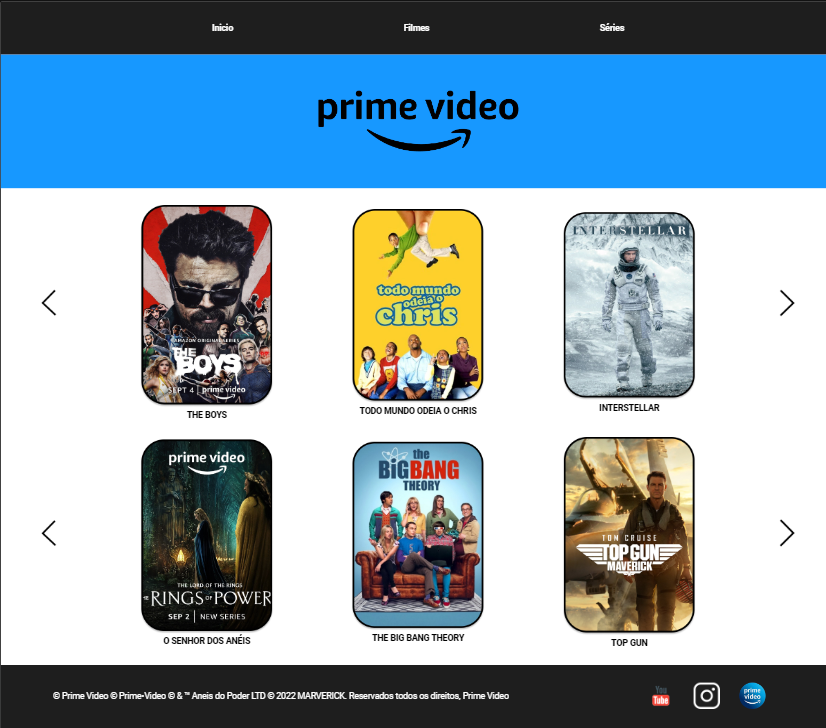 Inicio
Filmes
Séries
prime video
AMAZON ORIGINAL SERIES
THE
BOYS
SEPT 4 | prime video
THE BOYS
todo mundo
odeia o
chris
TODO MUNDO ODEIA O CHRIS
INTERSTELLAR
INTERSTELLAR
prime video
THE LORD OF THE RINGS
THE RINGS OF POWER
SEP 2 | NEW SERIES
O SENHOR DOS ANÉIS
the
BIG BANG
THEORY
THE BIG BANG THEORY
TOM CRUISE
TOP GUN
MAVERICK
TOP GUN
© Prime Video © Prime-Video © & ™ Aneis do Poder LTD © 2022 MARVERICK. Reservados todos os direitos, Prime Video
You
Tube
prime
video